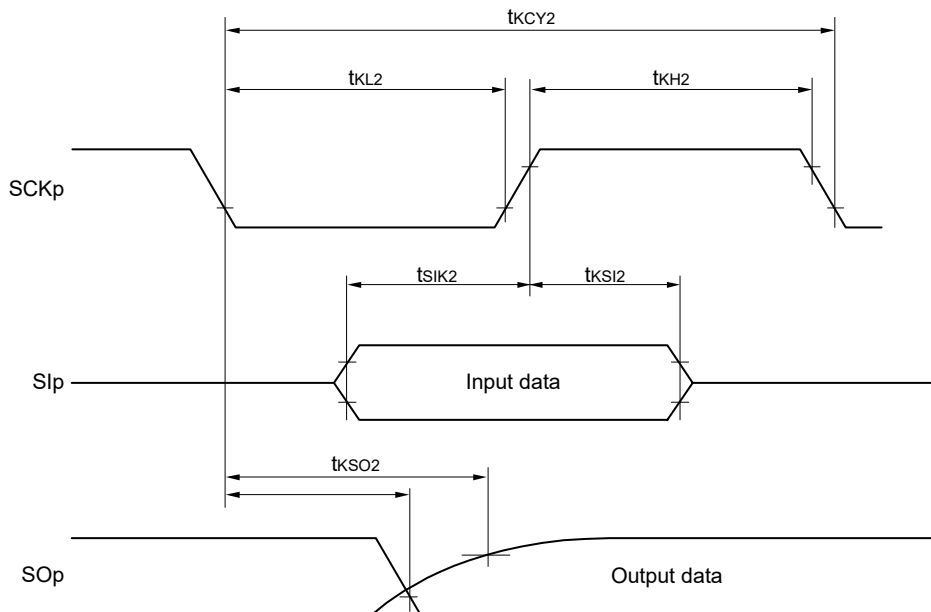 tKCY2
tKL2
tKH2
SCKp
tSIK2
tKSI2
SIp
Input data
tKSO2
SOp
Output data